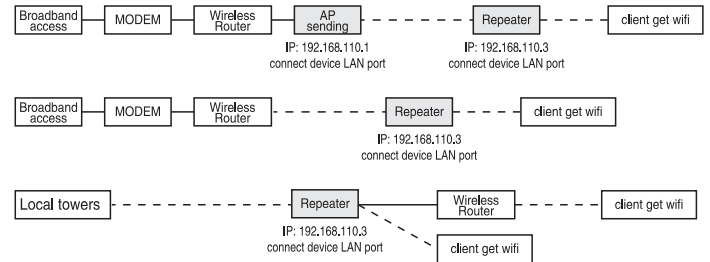 Broadband
access
MODEM
Wireless
Router
AP
sending
Repeater
client get wifi
IP: 192.168.110.1
connect device LAN port
IP: 192.168.110.3
connect device LAN port
Broadband
access
MODEM
Wireless
Router
Repeater
client get wifi
IP: 192.168.110.3
connect device LAN port
Local towers
Repeater
Wireless
Router
client get wifi
IP: 192.168.110.3
connect device LAN port
client get wifi